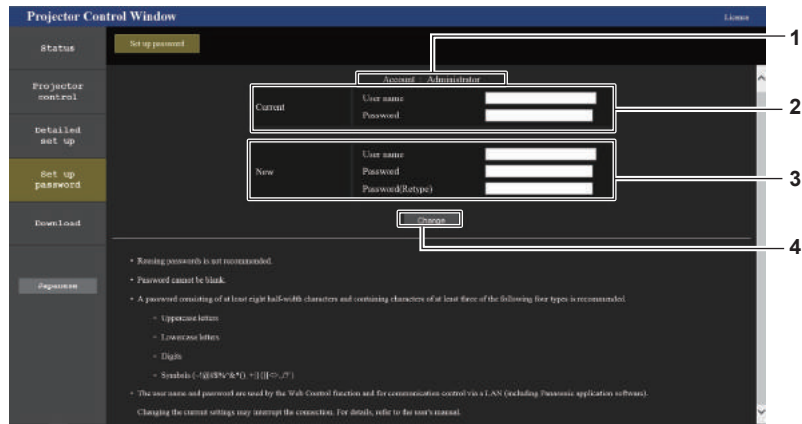 Projector Control Window
License
Status
Set up password
1
Account
Administrator
Projector
control
Current
User name
Password
2
Detailed
set up
New
User name
Password
Password(Retype)
3
Set up
password
Change
4
Download
• Reusing passwords is not recommended.
Japanese
• Password cannot be blank.
• A password consisting of at least eight half-width characters and containing characters of at least three of the following four types is recommended.
- Uppercase letters
- Lowercase letters
- Digits
- Symbols
• The user name and password are used by the Web Control function and for communication control via a LAN (including Panasonic application software).
Changing the current settings may interrupt the connection. For details, refer to the user's manual.